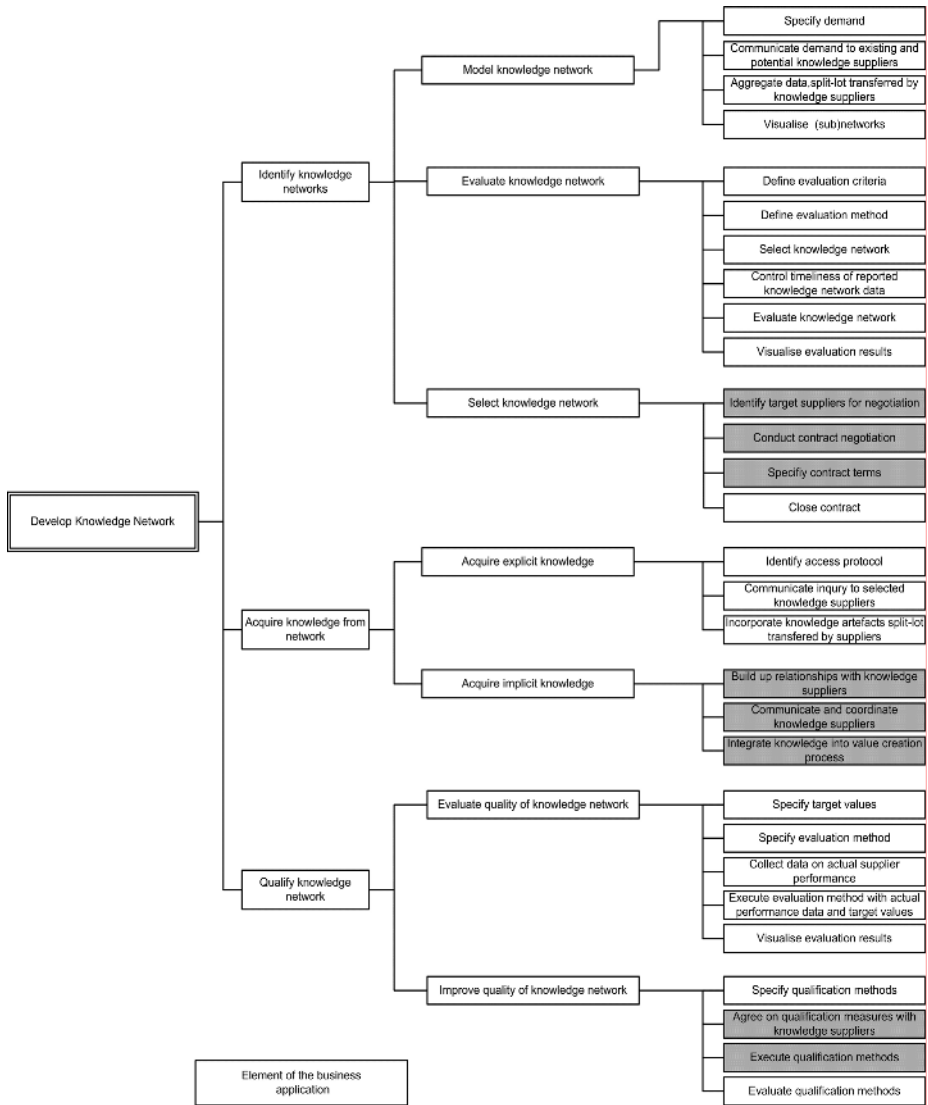 Specify demand
Communicate demand to existing and
potential knowledge suppliers
Model knowledge network
Aggregate data,split-lot transferred by
knowledge suppliers
Visualise (sub)networks
Identify knowledge
networks
Evaluate knowledge network
Define evaluation criteria
Define evaluation method
Select knowledge network
Control timeliness of reported
knowledge network data
Evaluate knowledge network
Visualise evaluation results
Select knowledge network
Identify target suppliers for negotiation
Conduct contract negotiation
Specifiy contract terms
Close contract
Develop Knowledge Network
Acquire explicit knowledge
Identify access protocol
Communicate inqury to selected
knowledge suppliers
Incorporate knowledge artefacts split-lot
transfered by suppliers
Acquire knowledge from
network
Acquire implicit knowledge
Build up relationships with knowledge
suppliers
Communicate and coordinate
knowledge suppliers
Integrate knowledge into value creation
process
Evaluate quality of knowledge network
Specify target values
Specify evaluation method
Collect data on actual supplier
performance
Execute evaluation method with actual
performance data and target values
Visualise evaluation results
Qualify knowledge
network
Improve quality of knowledge network
Specify qualification methods
Agree on qualification measures with
knowledge suppliers
Execute qualification methods
Evaluate qualification methods
Element of the business
application